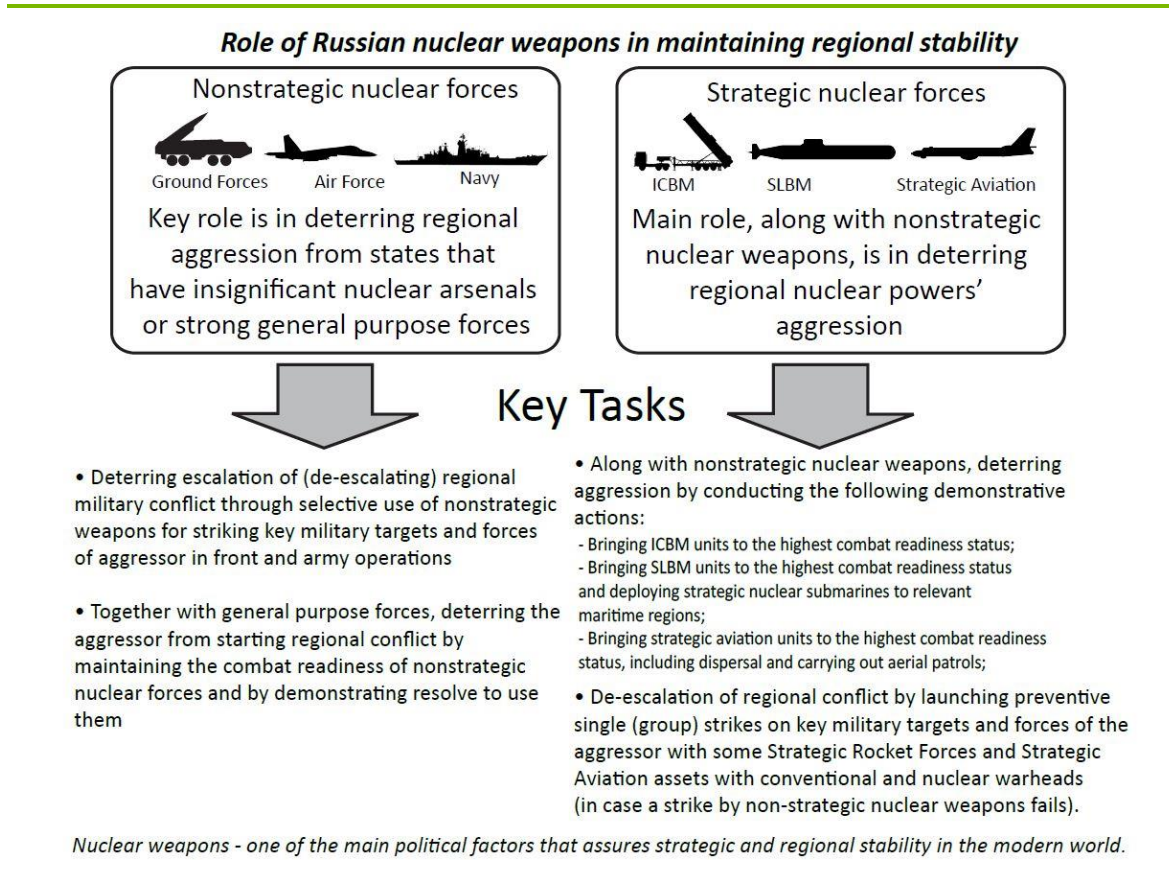 Role of Russian nuclear weapons in maintaining regional stability
Nonstrategic nuclear forces
Ground Forces
Air Force
Navy
Key role is in deterring regional
aggression from states that
have insignificant nuclear arsenals
or strong general purpose forces
Strategic nuclear forces
ICBM
SLBM
Strategic Aviation
Main role, along with nonstrategic
nuclear weapons, is in deterring
regional nuclear powers’
aggression
Key Tasks
• Deterring escalation of (de-escalating) regional
military conflict through selective use of nonstrategic
weapons for striking key military targets and forces
of aggressor in front and army operations
• Together with general purpose forces, deterring the
aggressor from starting regional conflict by
maintaining the combat readiness of nonstrategic
nuclear forces and by demonstrating resolve to use
them
• Along with nonstrategic nuclear weapons, deterring
aggression by conducting the following demonstrative
actions:
- Bringing ICBM units to the highest combat readiness status;
- Bringing SLBM units to the highest combat readiness status
and deploying strategic nuclear submarines to relevant
maritime regions;
- Bringing strategic aviation units to the highest combat readiness
status, including dispersal and carrying out aerial patrols;
• De-escalation of regional conflict by launching preventive
single (group) strikes on key military targets and forces of the
aggressor with some Strategic Rocket Forces and Strategic
Aviation assets with conventional and nuclear warheads
(in case a strike by non-strategic nuclear weapons fails).
Nuclear weapons - one of the main political factors that assures strategic and regional stability in the modern world.